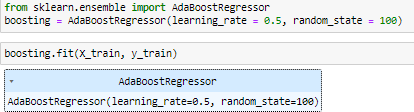 from sklearn.ensemble import AdaBoostRegressor
boosting = AdaBoostRegressor(learning_rate = 0.5, random_state = 100)
boosting.fit(X_train, y_train)
AdaBoostRegressor
AdaBoostRegressor(learning_rate=0.5, random_state=100)